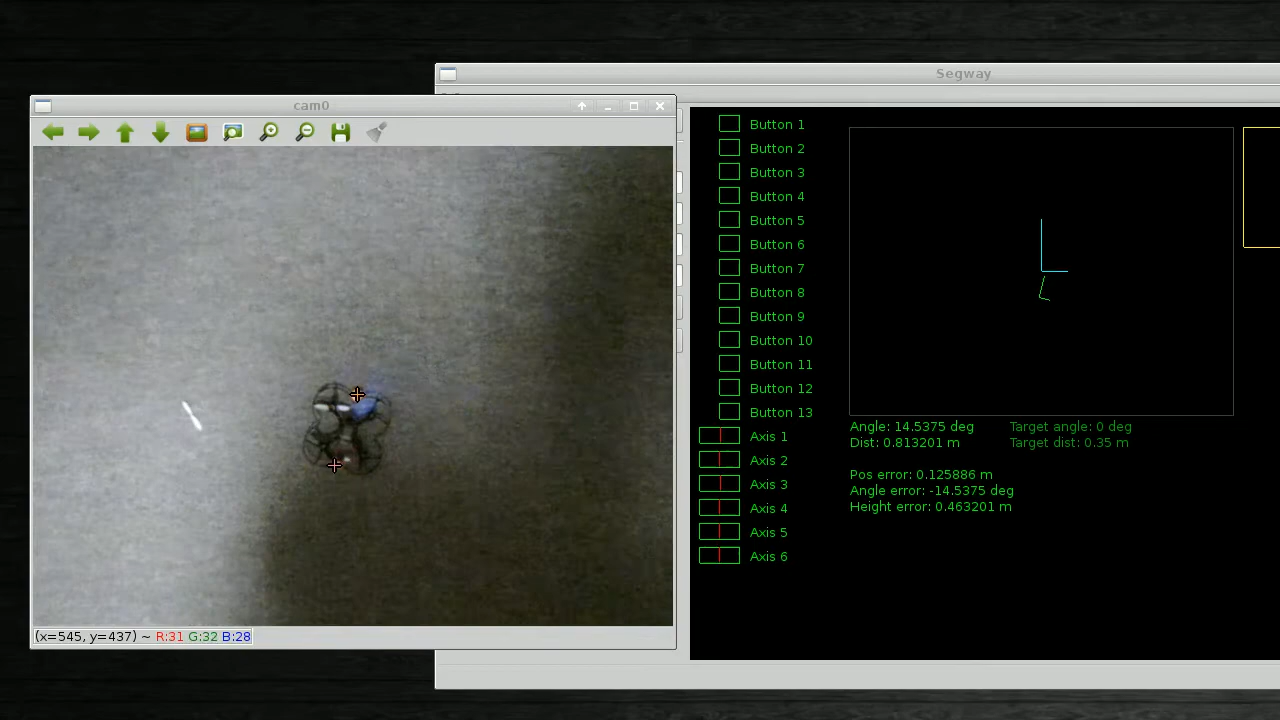 Segway
cam0
Button 1
Button 2
Button 3
Button 4
Button 5
Button 6
Button 7
Button 8
Button 9
Button 10
Button 11
Button 12
Button 13
Axis 1
Axis 2
Axis 3
Axis 4
Axis 5
Axis 6
Angle: 14.5375 deg Target angle: 0 deg
Dist: 0.813201 m Target dist: 0.35 m
Pos error: 0.125886 m
Angle error: -14.5375 deg
Height error: 0.463201 m
(x=545, y=437) ~ R:31 G:32 B:28